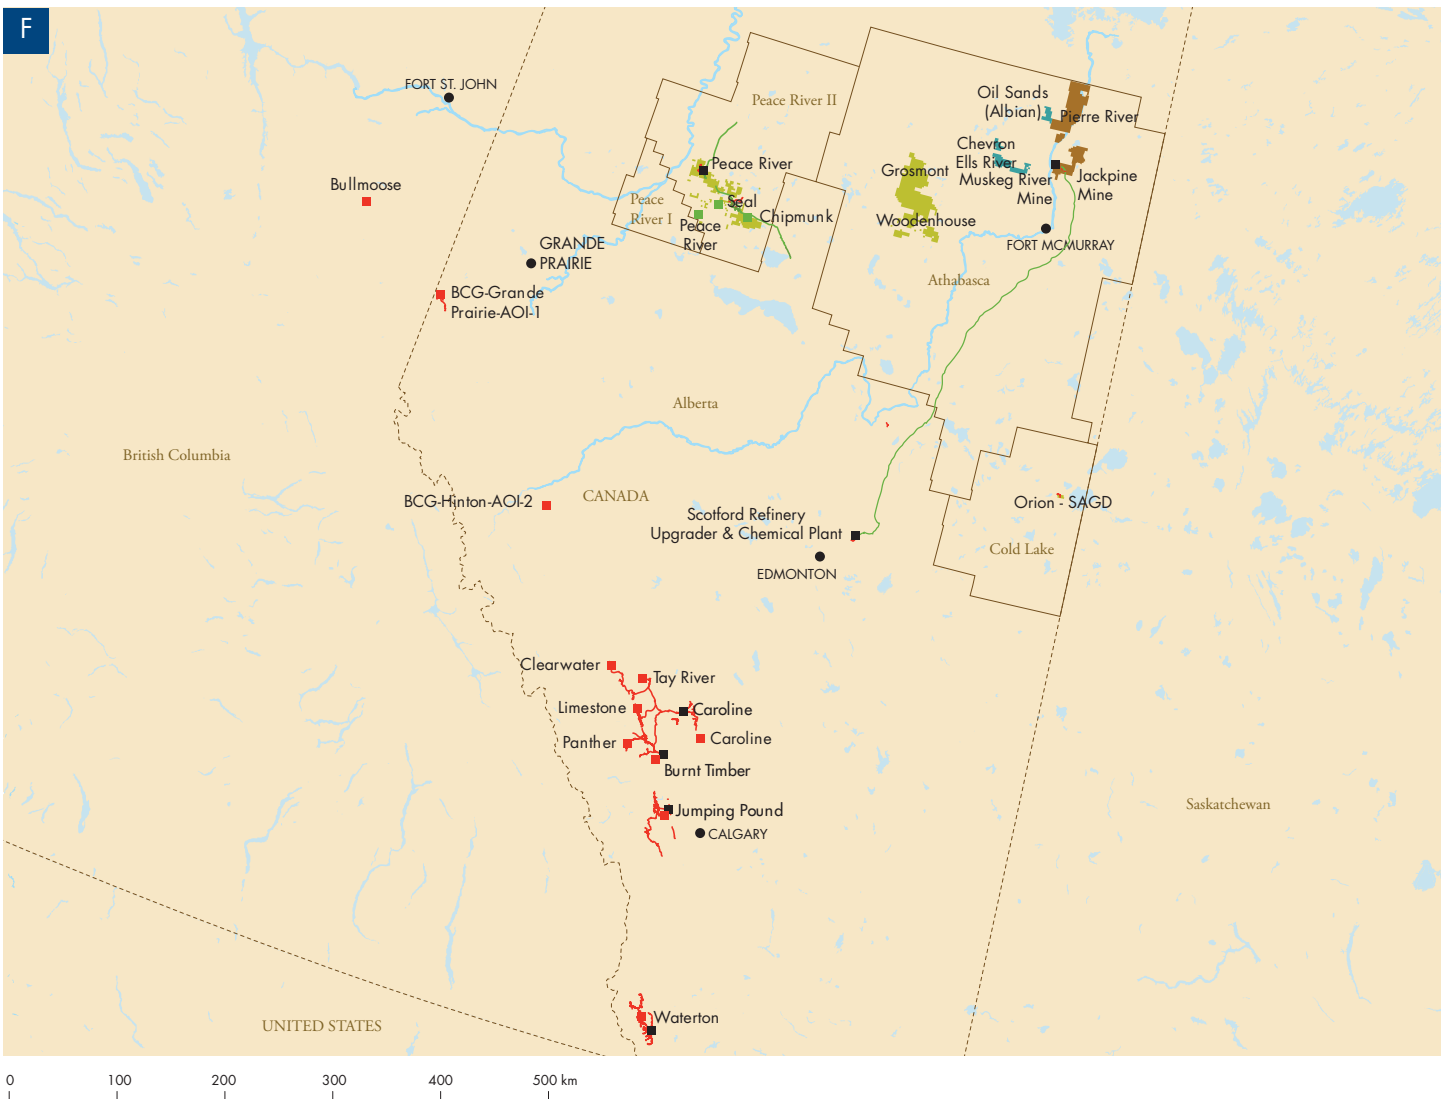 F
FORT ST. JOHN
Peace River II
Oil Sands
(Albian)
Pierre River
Chevron
Ells River
Muskeg River
Mine
Jackpine
Mine
Peace River
Grosmont
Bullmoose
Peace
River I
Seal
Chipmunk
Peace
River
Woodenhouse
FORT MCMURRAY
GRANDE
PRAIRIE
Athabasca
BCG-Grande
Prairie-AOI-1
Alberta
British Columbia
CANADA
BCG-Hinton-AOI-2
Orion - SAGD
Scotford Refinery
Upgrader & Chemical Plant
Cold Lake
EDMONTON
Clearwater
Tay River
Limestone
Caroline
Panther
Caroline
Burnt Timber
Jumping Pound
CALGARY
Saskatchewan
Waterton
UNITED STATES
0 100 200 300 400 500 km